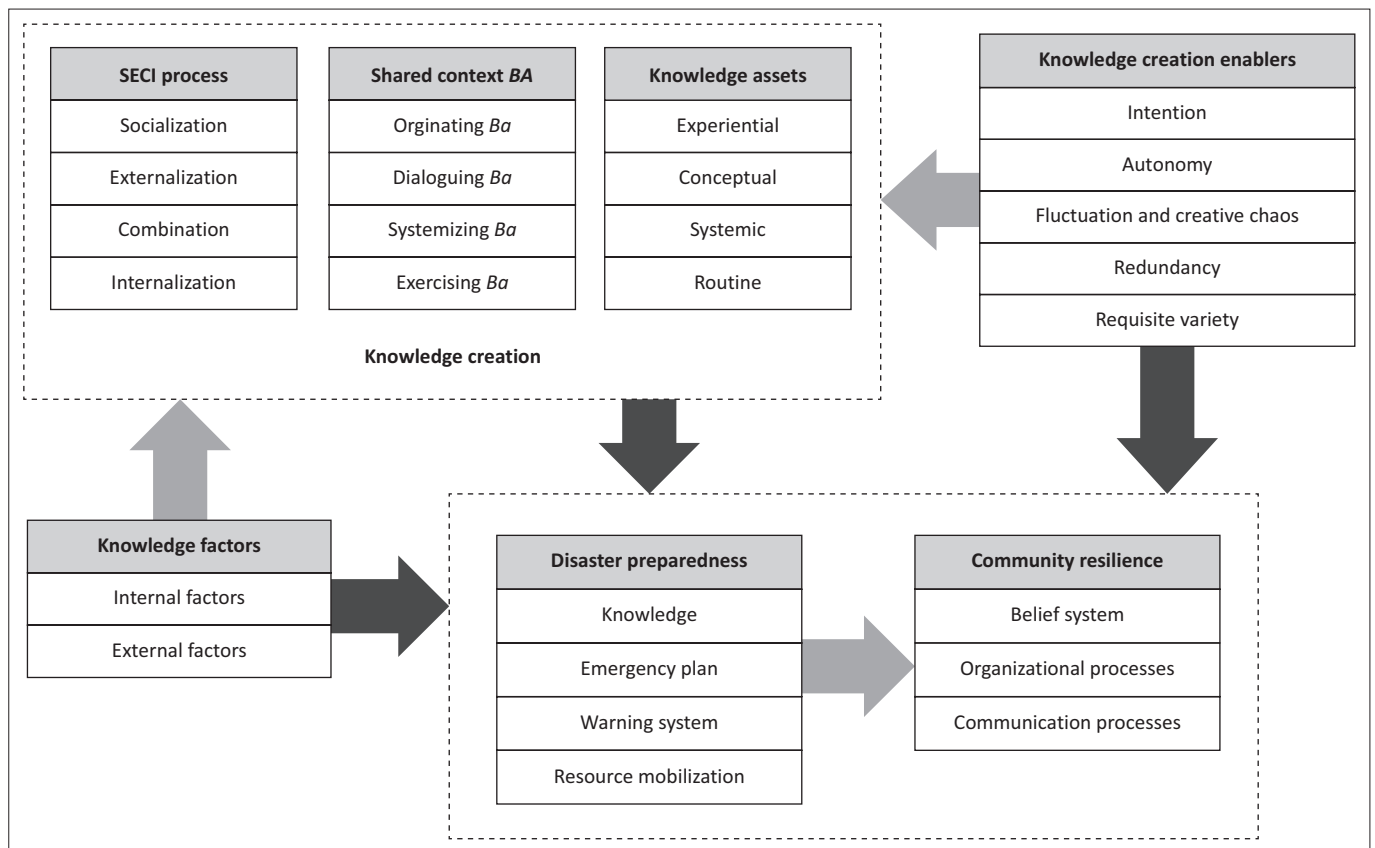 SECI process
Socialization
Externalization
Combination
Internalization
Shared context BA
Orginating Ba
Dialoguing Ba
Systemizing Ba
Exercising Ba
Knowledge assets
Experiential
Conceptual
Systemic
Routine
Knowledge creation
Knowledge creation enablers
Intention
Autonomy
Fluctuation and creative chaos
Redundancy
Requisite variety
Knowledge factors
Internal factors
External factors
Disaster preparedness
Knowledge
Emergency plan
Warning system
Resource mobilization
Community resilience
Belief system
Organizational processes
Communication processes